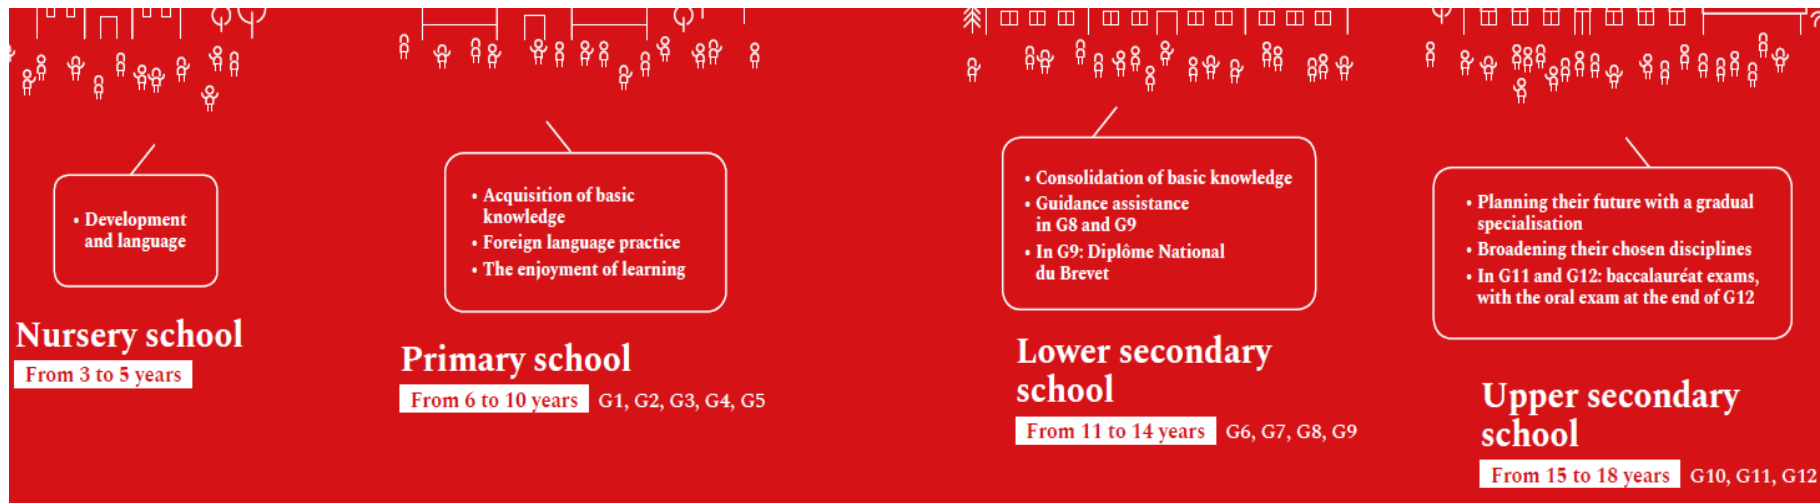 • Development
and language
Nursery school
From 3 to 5 years
• Acquisition of basic
knowledge
• Foreign language practice
• The enjoyment of learning
Primary school
From 6 to 10 years G1, G2, G3, G4, G5
• Consolidation of basic knowledge
• Guidance assistance
in G8 and G9
• In G9: Diplôme National
du Brevet
Lower secondary
school
From 11 to 14 years G6, G7, G8, G9
• Planning their future with a gradual
specialisation
• Broadening their chosen disciplines
• In G11 and G12: baccalauréat exams,
with the oral exam at the end of G12
Upper secondary
school
From 15 to 18 years G10, G11, G12